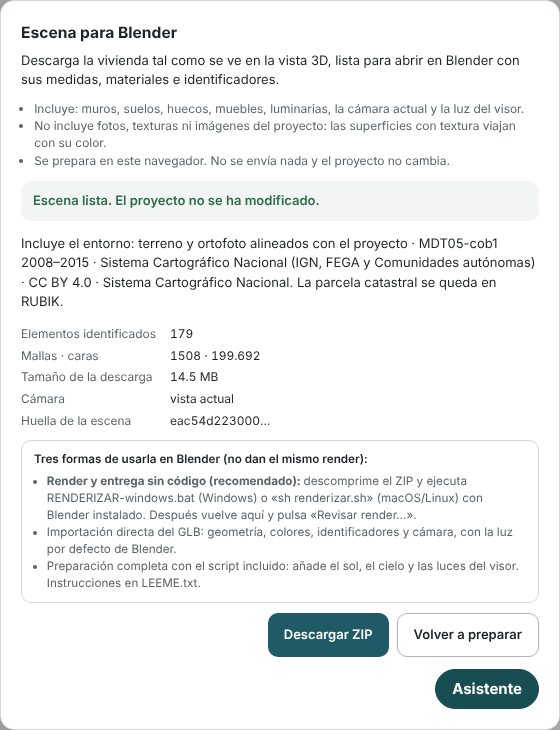 Escena para Blender
Descarga la vivienda tal como se ve en la vista 3D, lista para abrir en Blender con
sus medidas, materiales e identificadores.
• Incluye: muros, suelos, huecos, muebles, luminarias, la cámara actual y la luz del visor.
• No incluye fotos, texturas ni imágenes del proyecto: las superficies con textura viajan
con su color.
• Se prepara en este navegador. No se envía nada y el proyecto no cambia.
Escena lista. El proyecto no se ha modificado.
Incluye el entorno: terreno y ortofoto alineados con el proyecto · MDT05-cob1
2008–2015 · Sistema Cartográfico Nacional (IGN, FEGA y Comunidades autónomas)
· CC BY 4.0 · Sistema Cartográfico Nacional. La parcela catastral se queda en
RUBIK.
Elementos identificados 179
Mallas · caras 1508 · 199.692
Tamaño de la descarga 14.5 MB
Cámara vista actual
Huella de la escena eac54d223000…
Tres formas de usarla en Blender (no dan el mismo render):
• Render y entrega sin código (recomendado): descomprime el ZIP y ejecuta
RENDERIZAR-windows.bat (Windows) o «sh renderizar.sh» (macOS/Linux) con
Blender instalado. Después vuelve aquí y pulsa «Revisar render…».
• Importación directa del GLB: geometría, colores, identificadores y cámara, con la luz
por defecto de Blender.
• Preparación completa con el script incluido: añade el sol, el cielo y las luces del visor.
Instrucciones en LEEME.txt.
Descargar ZIP
Volver a preparar
Asistente